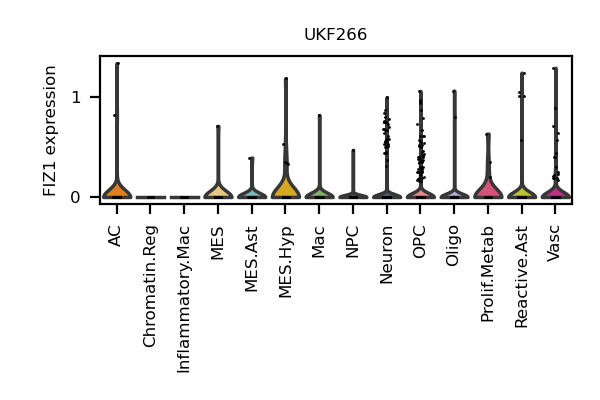 UKF266
FIZ1 expression
1
0
AC
Chromatin.Reg
Inflammatory.Mac
MES
MES.Ast
MES.Hyp
Mac
NPC
Neuron
OPC
Oligo
Prolif.Metab
Reactive.Ast
Vasc